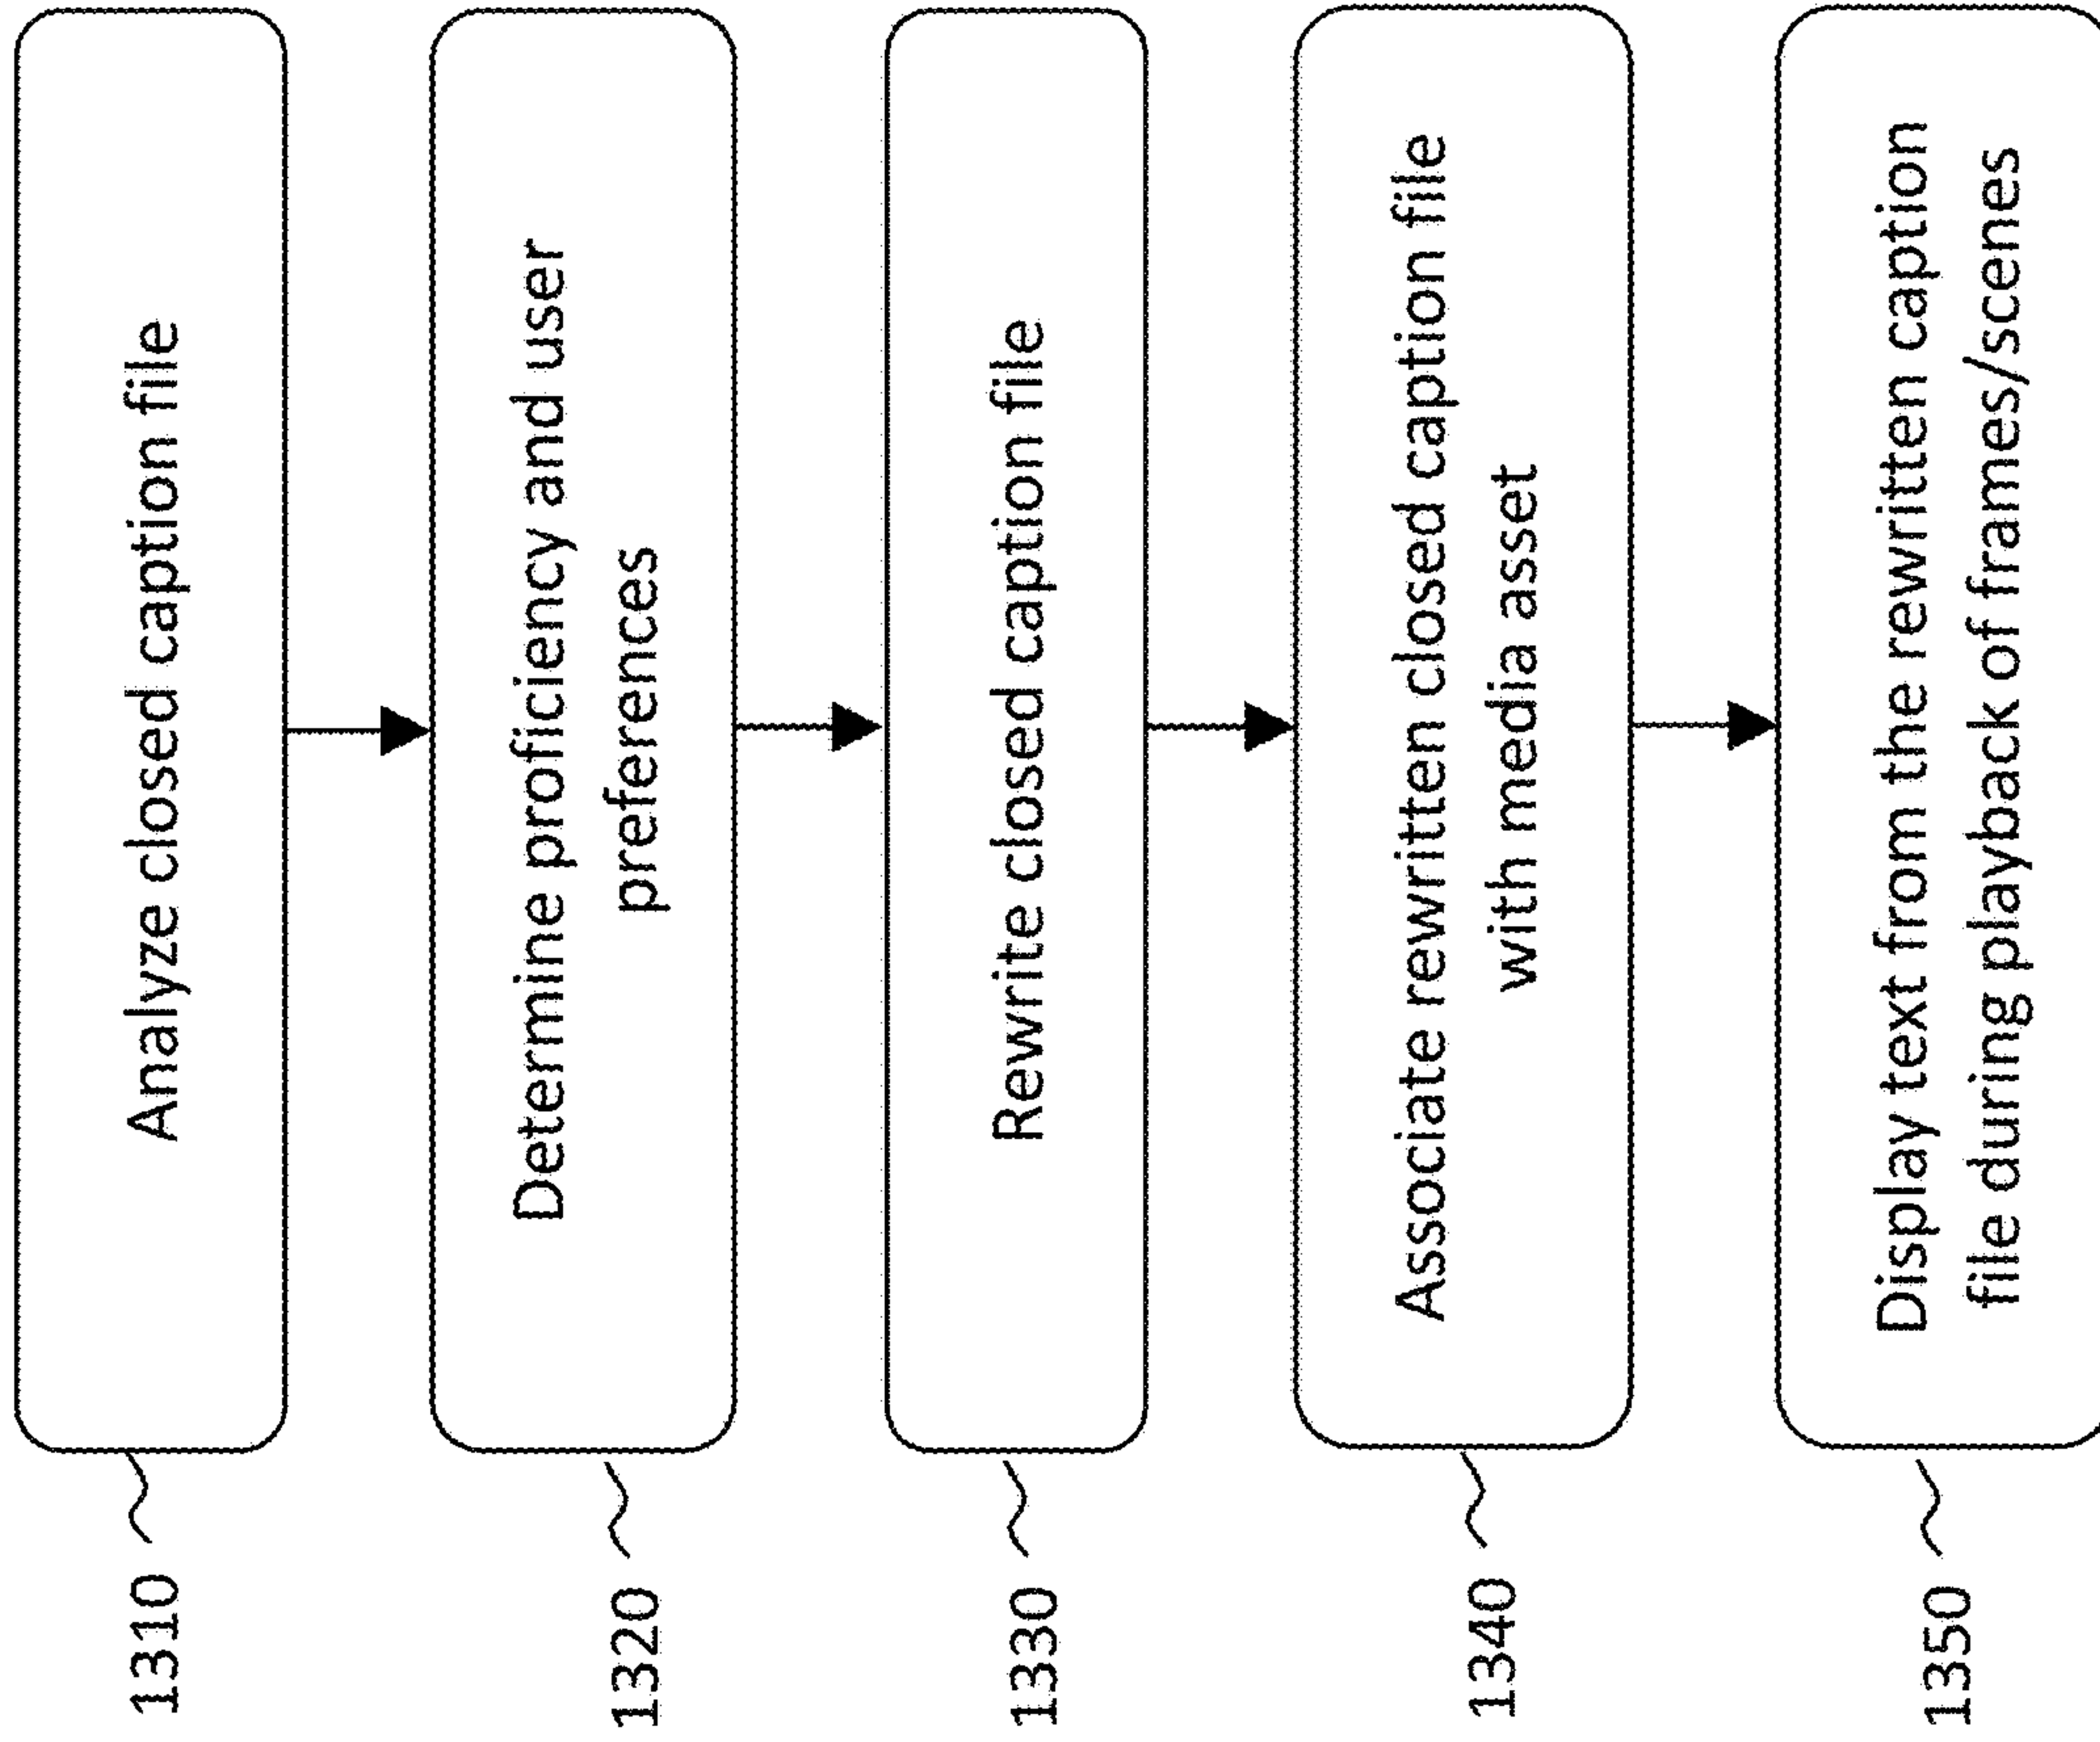 1310
Analyze closed caption file
1320
Determine proficiency and user
preferences
1330
Rewrite closed caption file
1340
Associate rewritten closed caption file
with media asset
1350
Display text from the rewritten caption
file during playback of frames/scenes